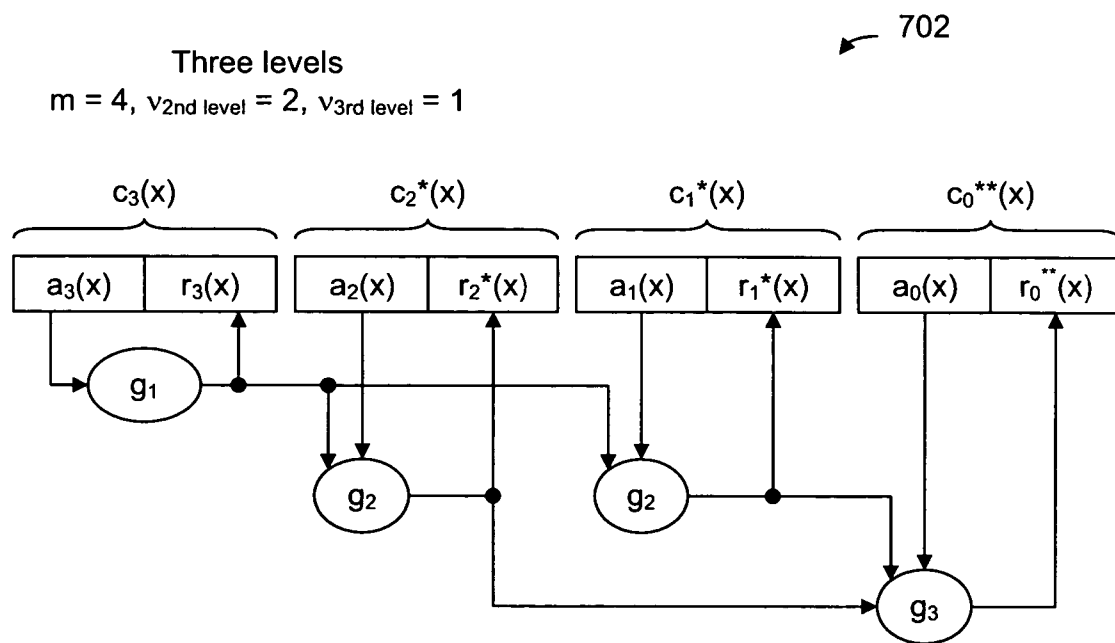 702
Three levels
m = 4, ν2nd level = 2, ν3rd level = 1
c3(x) c2*(x) c1*(x) c0**(x)
a3(x) r3(x) a2(x) r2*(x) a1(x) r1*(x) a0(x) r0**(x)
g1
g2 g2
g3